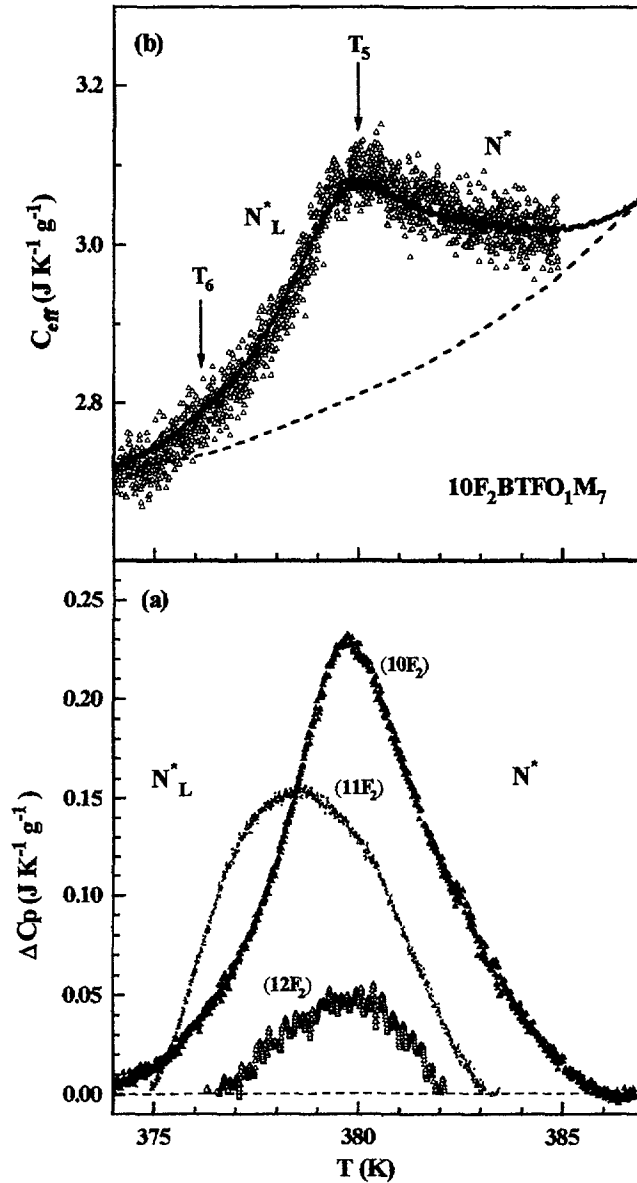 (b)
T5
N*
N*L
T6
10F2BTFO1M7
Ceff (J K-1 g-1)
3.2
3.0
2.8
(a)
(10F2)
N*L
(11F2)
N*
(12F2)
ΔCp (J K-1 g-1)
0.25
0.20
0.15
0.10
0.05
0.00
375
380
385
T (K)